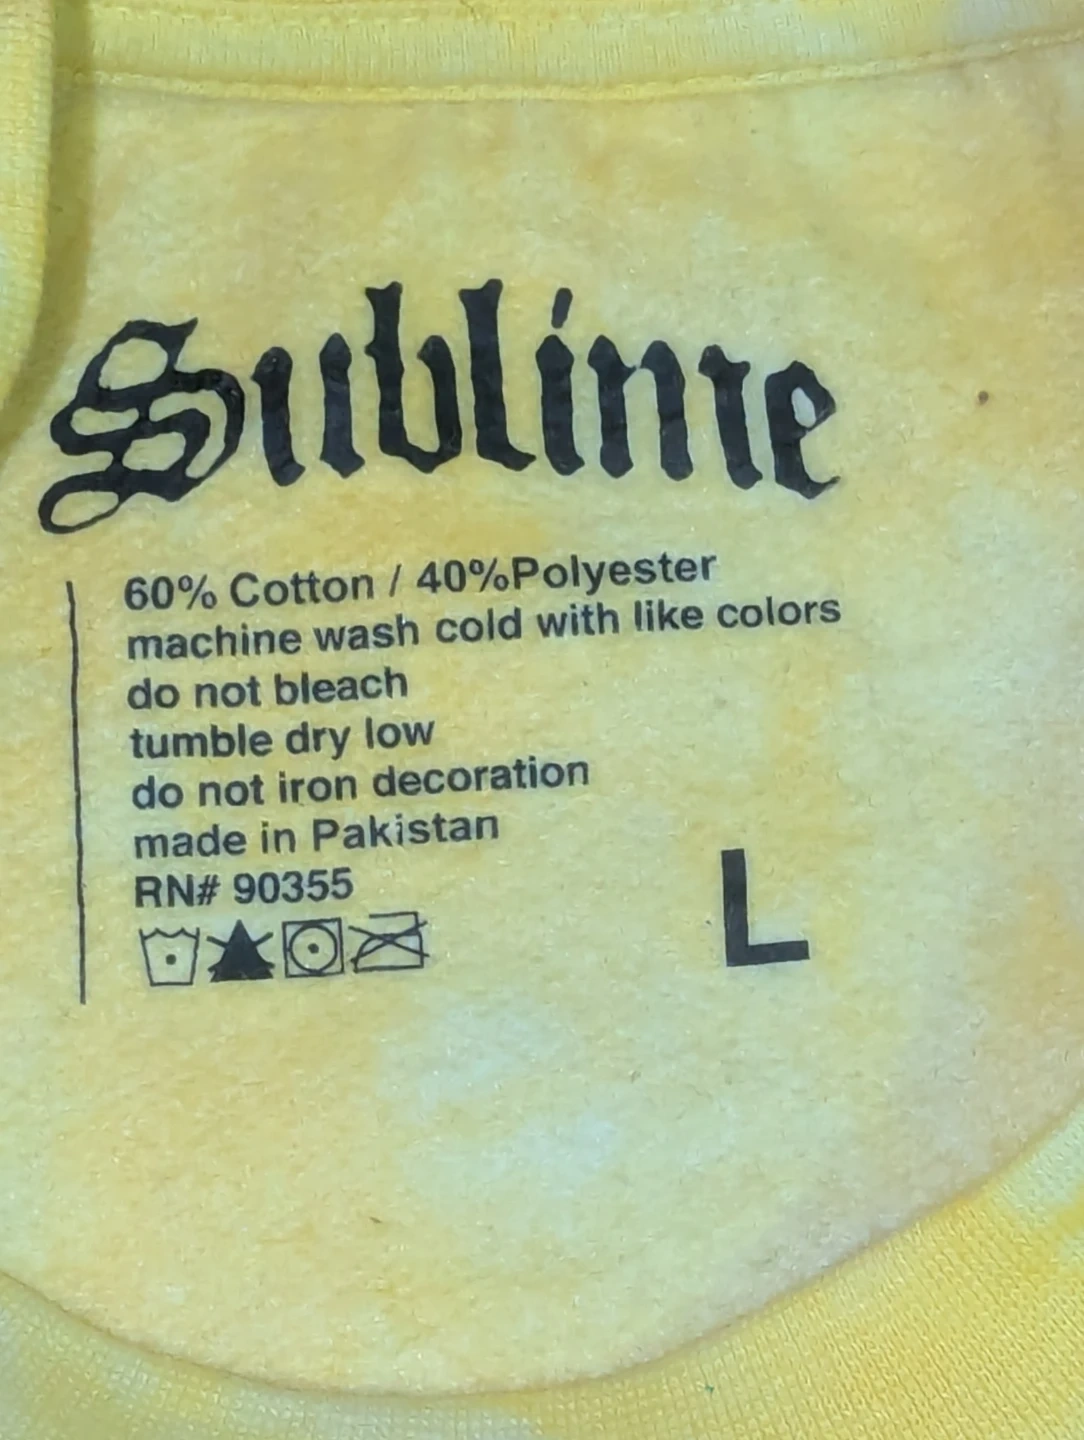 Sublime
60% Cotton / 40%Polyester
machine wash cold with like colors
do not bleach
tumble dry low
do not iron decoration
made in Pakistan
RN# 90355
L